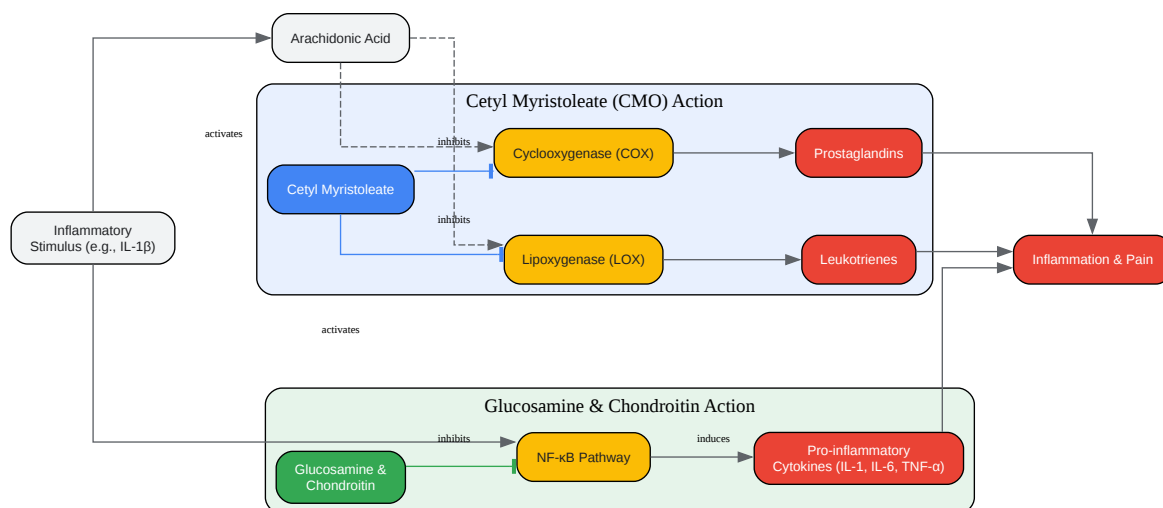 Arachidonic Acid
Cetyl Myristoleate (CMO) Action
activates
inhibits
Cyclooxygenase (COX)
Prostaglandins
Cetyl Myristoleate
inhibits
Inflammatory
Stimulus (e.g., IL-1β)
Lipoxygenase (LOX)
Leukotrienes
Inflammation & Pain
activates
Glucosamine & Chondroitin Action
inhibits
induces
NF-κB Pathway
Pro-inflammatory
Cytokines (IL-1, IL-6, TNF-α)
Glucosamine &
Chondroitin